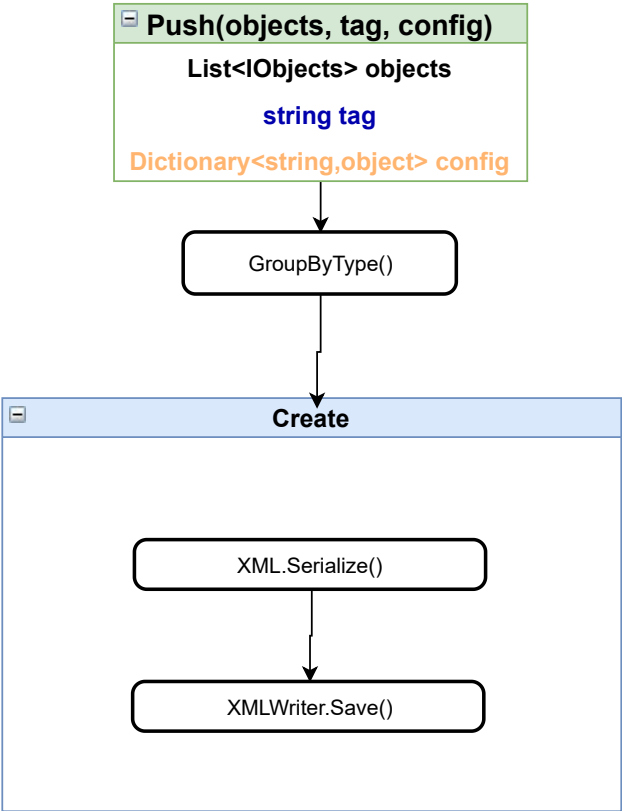 Push(objects, tag, config)
List<IObjects> objects
string tag
Dictionary<string,object> config
GroupByType()
Create
XML.Serialize()
XMLWriter.Save()